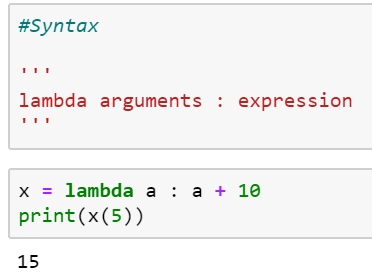 #Syntax
'''
lambda arguments : expression
'''
x = lambda a : a + 10
print(x(5))
15